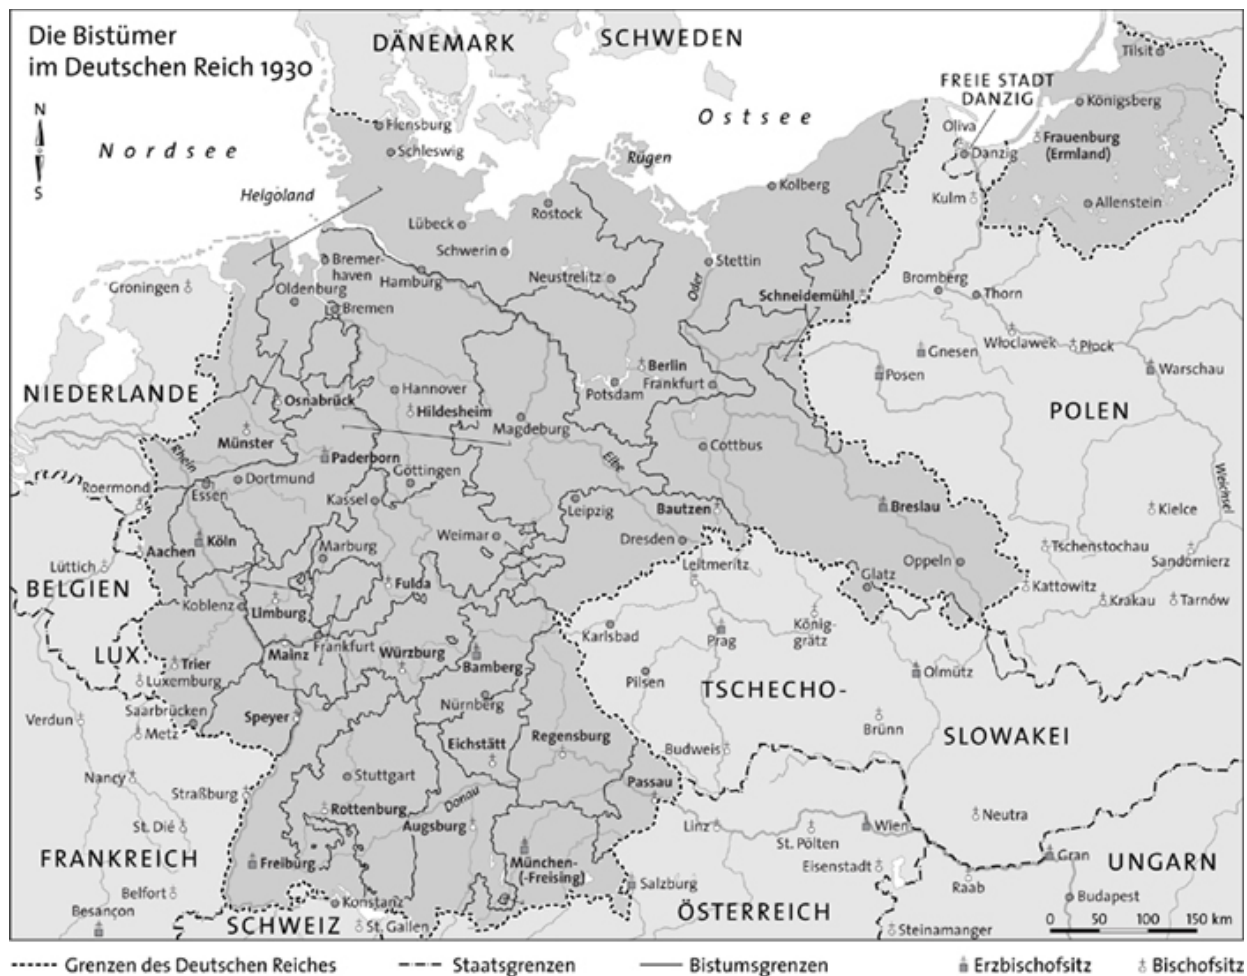 Die Bistümer
im Deutschen Reich 1930
N
S
DÄNEMARK
SCHWEDEN
Nordsee
Ostsee
Helgoland
Rügen
FREIE STADT
DANZIG
Tilsit
Königsberg
Oliva
Frauenburg
(Ermland)
Danzig
Allenstein
Kulm
Flensburg
Schleswig
Kolberg
Rostock
Lübeck
Schwerin
Stettin
Bremer-
haven
Hamburg
Neustrelitz
Oder
Bromberg
Thorn
Groningen
Oldenburg
Bremen
Schneidemühl
Włocławek
Płock
Gnesen
Posen
Warschau
Berlin
Frankfurt
Potsdam
NIEDERLANDE
Hannover
Osnabrück
Hildesheim
POLEN
Münster
Magdeburg
Cottbus
Rhein
Paderborn
Göttingen
Elbe
Weichsel
Roermond
Essen
Dortmund
Kassel
Leipzig
Bautzen
Breslau
Kielce
Aachen
Köln
Weimar
Dresden
Tschenstochau
Sandomierz
Marburg
Lüttich
BELGIEN
Fulda
Leitmeritz
Glatz
Oppeln
Kattowitz
Krakau
Tarnów
Koblenz
Limburg
Karlsbad
Prag
König-
grätz
Frankfurt
LUX.
Trier
Mainz
Würzburg
Bamberg
Olmütz
Luxemburg
Pilsen
TSCHECHO-
Nürnberg
Saarbrücken
Verdun
Metz
Speyer
Eichstätt
Regensburg
Brünn
SLOWAKEI
Budweis
Nancy
Stuttgart
Passau
Straßburg
Rottenburg
Donau
Augsburg
St. Dié
Linz
St. Pölten
Wien
Neutra
FRANKREICH
Freiburg
München-
(-Freising)
Eisenstadt
Gran
UNGARN
Belfort
Salzburg
Raab
Budapest
Konstanz
Besançon
SCHWEIZ
St. Gallen
ÖSTERREICH
Steinamanger
0 50 100 150 km
Grenzen des Deutschen Reiches
Staatsgrenzen
Bistumsgrenzen
Erzbischofsitz
Bischofsitz